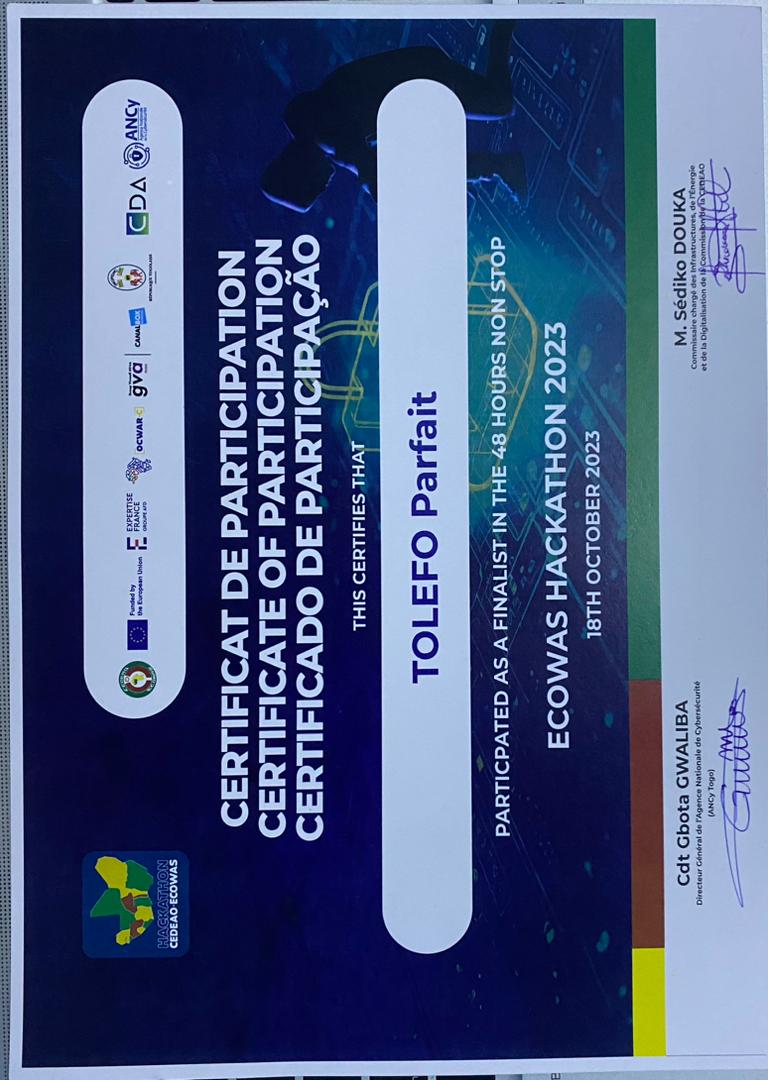 HACKATHON
CEDEAO-ECOWAS
Funded by
the European Union
EXPERTISE
FRANCE
GROUPE AFD
OCWAR-C
gva
CANALBOX
RÉPUBLIQUE TOGOLAISE
CDA
ANCy
CERTIFICAT DE PARTICIPATION
CERTIFICATE OF PARTICIPATION
CERTIFICADO DE PARTICIPAÇÃO
THIS CERTIFIES THAT
TOLEFO Parfait
PARTICPATED AS A FINALIST IN THE 48 HOURS NON STOP
ECOWAS HACKATHON 2023
18TH OCTOBER 2023
Cdt Gbota GWALIBA
Directeur Général de l'Agence Nationale de Cybersécurité
(ANCy Togo)
M. Sédiko DOUKA
Commissaire chargé des Infrastructures, de l'Énergie
et de la Digitalisation de la Commission de la CEDEAO